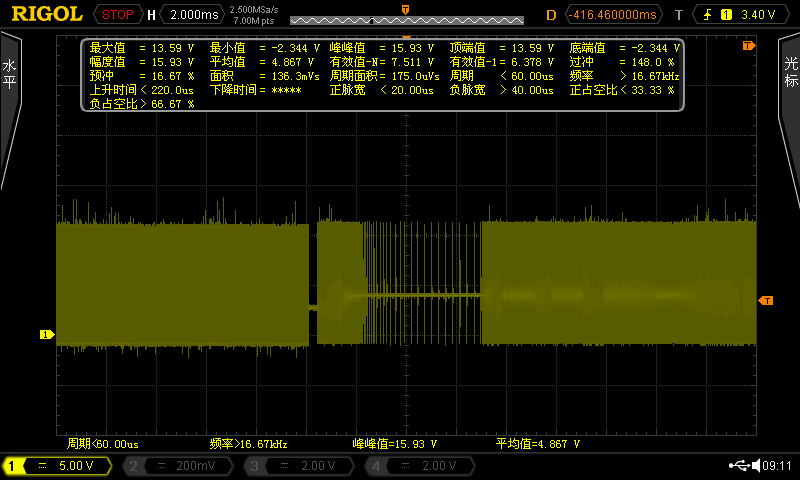 RIGOL STOP H 2.000ms 2.500MSa/s 7.00M pts T D -416.460000ms T 1 3.40 V
水平
光标
T
最大值 = 13.59 V 最小值 = -2.344 V 峰峰值 = 15.93 V 顶端值 = 13.59 V 底端值 = -2.344 V
幅度值 = 15.93 V 平均值 = 4.867 V 有效值-N= 7.511 V 有效值-1= 6.378 V 过冲 = 148.0 %
预冲 = 16.67 % 面积 = 136.3mVs 周期面积= 175.0uVs 周期 < 60.00us 频率 > 16.67kHz
上升时间 < 220.0us 下降时间 = ***** 正脉宽 < 20.00us 负脉宽 > 40.00us 正占空比< 33.33 %
负占空比> 66.67 %
T
1
周期<60.00us 频率>16.67kHz 峰峰值=15.93 V 平均值=4.867 V
1 5.00 V 2 200mV 3 2.00 V 4 2.00 V 09:11